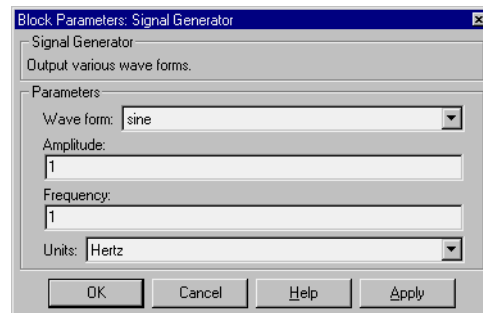 Block Parameters: Signal Generator
Signal Generator
Output various wave forms.
Parameters
Wave form: sine
Amplitude:
1
Frequency:
1
Units: Hertz
OK Cancel Help Apply